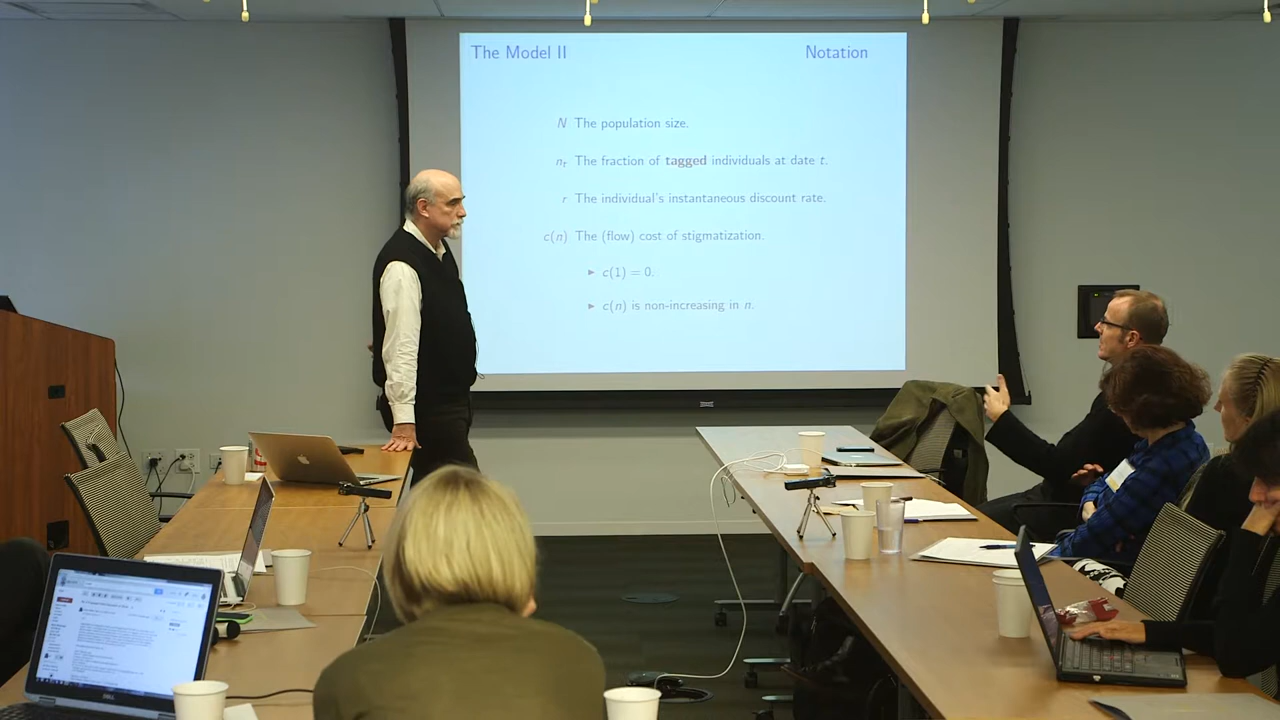 The Model II Notation
N The population size.
nt The fraction of tagged individuals at date t.
r The individual's instantaneous discount rate.
c(n) The (flow) cost of stigmatization.
▸ c(1) = 0.
▸ c(n) is non-increasing in n.
DELL